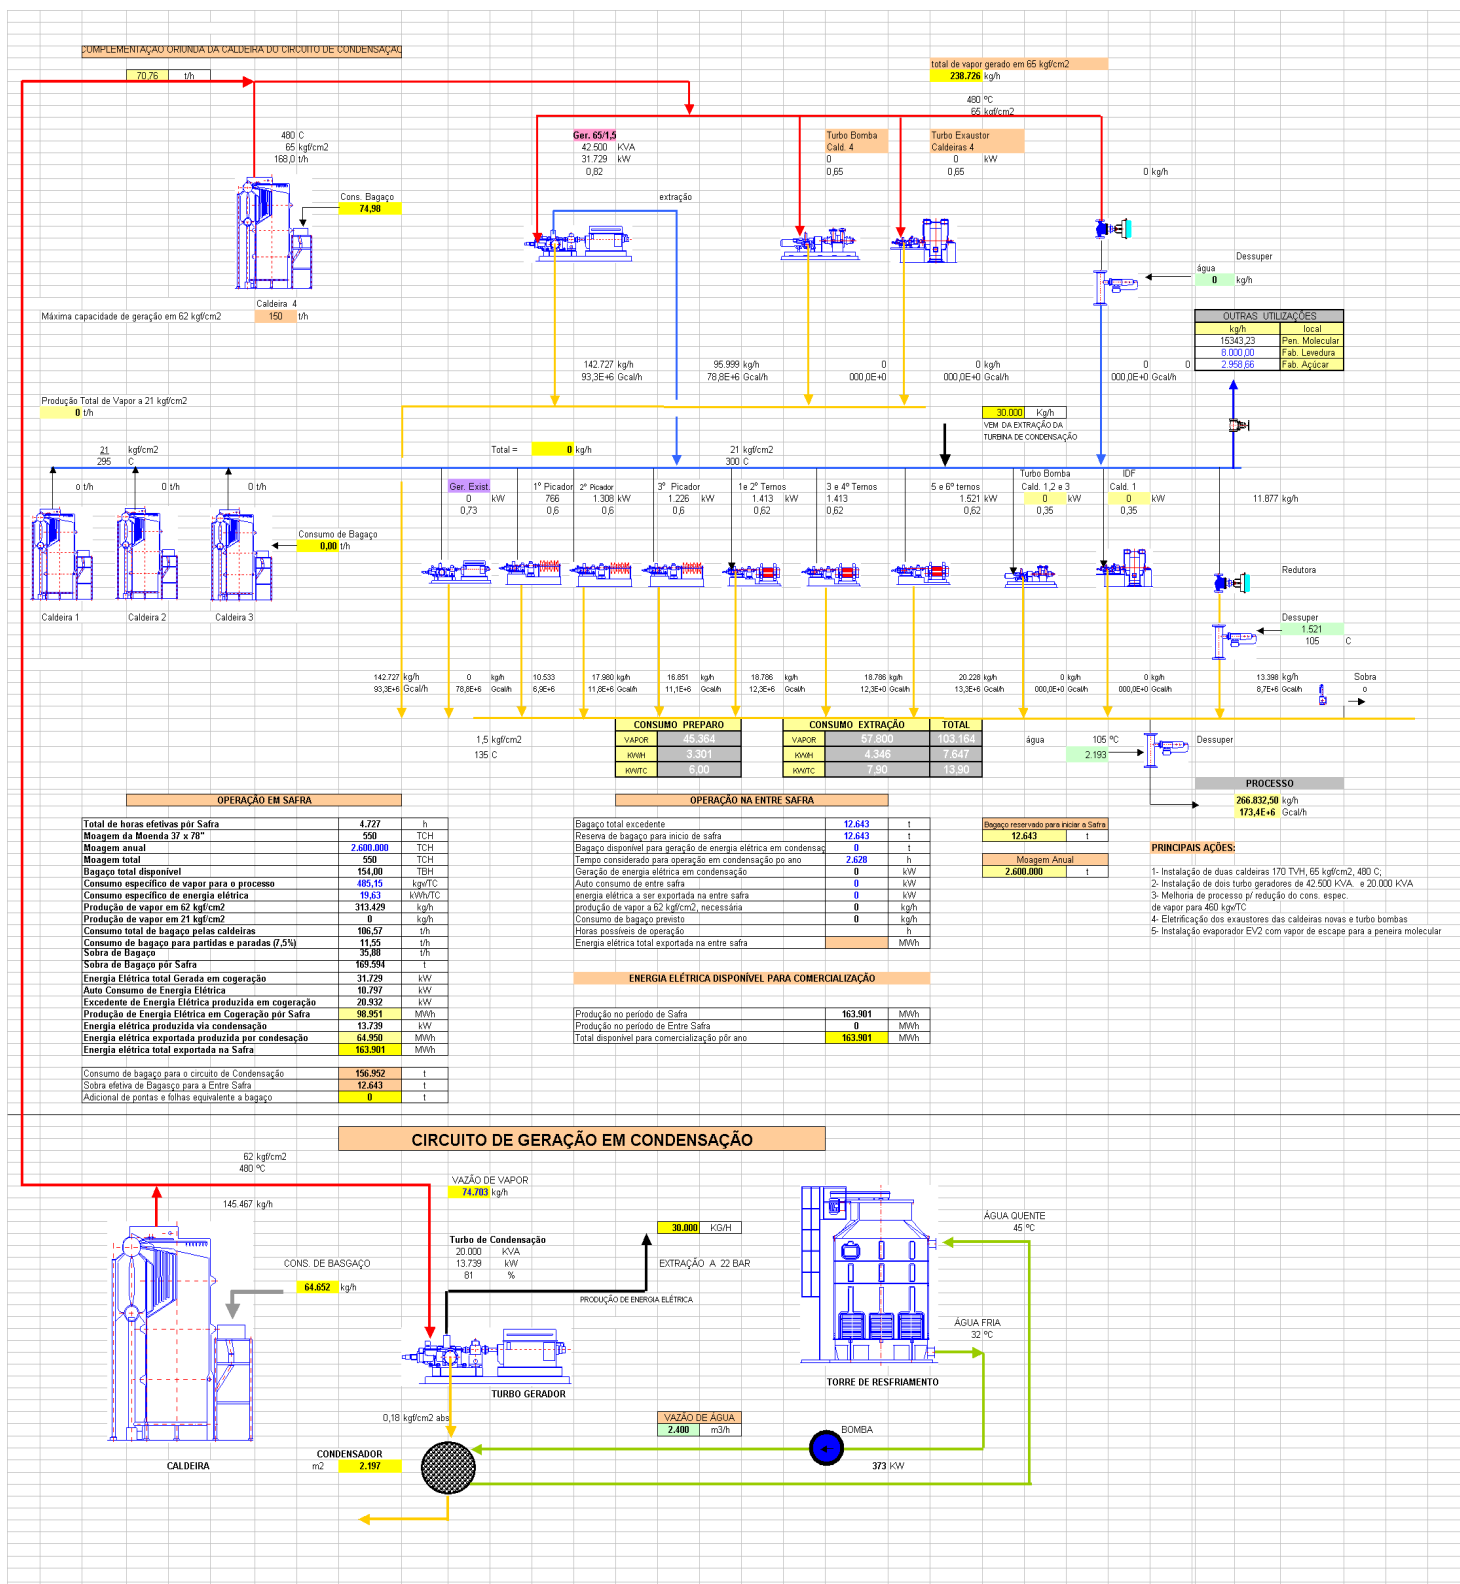 COMPLEMENTAÇÃO ORIUNDA DA CALDEIRA DO CIRCUITO DE CONDENSAÇÃO
70,76 t/h
total de vapor gerado em 65 kgf/cm2
238.726 kg/h
480 ºC
65 kgf/cm2
480 C
65 kgf/cm2
168,0 t/h
Ger. 65/1,5
42.500 KVA
31.729 kW
0,82
Turbo Bomba
Cald. 4
0
0,65
Turbo Exaustor
Caldeiras 4
0 kW
0,65
0 kg/h
Cons. Bagaço
74,98
extração
Dessuper
água
0 kg/h
Caldeira 4
Máxima capacidade de geração em 62 kgf/cm2 150 t/h
OUTRAS UTILIZAÇÕES
kg/h local
15343,23 Pen. Molecular
8.000,00 Fab. Levedura
2.958,66 Fab. Açúcar
142.727 kg/h 95.999 kg/h 0 0 kg/h 0 0
93,3E+6 Gcal/h 78,8E+6 Gcal/h 000,0E+0 000,0E+0 Gcal/h 000,0E+0 Gcal/h
Produção Total de Vapor a 21 kgf/cm2
0 t/h
30.000 Kg/h
VEM DA EXTRAÇÃO DA
TURBINA DE CONDENSAÇÃO
21 kgf/cm2
295 C
Total = 0 kg/h
21 kgf/cm2
300 C
0 t/h 0 t/h 0 t/h
Ger. Exist. 1º Picador 2º Picador 3º Picador 1e 2º Ternos 3 e 4º Ternos 5 e 6º ternos Turbo Bomba Cald. 1,2 e 3 IDF Cald. 1
0 kW 766 1.308 kW 1.226 kW 1.413 kW 1.413 1.521 kW 0 kW 0 kW 11.877 kg/h
0,73 0,6 0,6 0,6 0,62 0,62 0,62 0,35 0,35
Consumo de Bagaço
0,00 t/h
Redutora
Caldeira 1 Caldeira 2 Caldeira 3
Dessuper
1.521
105 C
142.727 kg/h 0 kg/h 10.533 17.980 kg/h 16.851 kg/h 18.786 kg/h 18.786 kg/h 20.228 kg/h 0 kg/h 0 kg/h 13.398 kg/h Sobra
93,3E+6 Gcal/h 78,8E+6 Gcal/h 6,9E+6 11,8E+6 Gcal/h 11,1E+6 Gcal/h 12,3E+6 Gcal/h 12,3E+0 Gcal/h 13,3E+6 Gcal/h 000,0E+0 Gcal/h 000,0E+0 Gcal/h 8,7E+6 Gcal/h 0
1,5 kgf/cm2
135 C
CONSUMO PREPARO
VAPOR 45.364
KW/H 3.301
KW/TC 6,00
CONSUMO EXTRAÇÃO TOTAL
VAPOR 57.800 103.164
KW/H 4.346 7.647
KW/TC 7,90 13,90
água 105 ºC Dessuper
2.193
PROCESSO
266.832,50 kg/h
173,4E+6 Gcal/h
OPERAÇÃO EM SAFRA
Total de horas efetivas pór Safra 4.727 h
Moagem da Moenda 37 x 78" 550 TCH
Moagem anual 2.600.000 TCH
Moagem total 550 TCH
Bagaço total disponível 154,00 TBH
Consumo específico de vapor para o processo 485,15 kgv/TC
Consumo específico de energia elétrica 19,63 kWh/TC
Produção de vapor em 62 kgf/cm2 313.429 kg/h
Produção de vapor em 21 kgf/cm2 0 kg/h
Consumo total de bagaço pelas caldeiras 106,57 t/h
Consumo de bagaço para partidas e paradas (7,5%) 11,55 t/h
Sobra de Bagaço 35,88 t/h
Sobra de Bagaço pór Safra 169.594 t
Energia Elétrica total Gerada em cogeração 31.729 kW
Auto Consumo de Energia Elétrica 10.797 kW
Excedente de Energia Elétrica produzida em cogeração 20.932 kW
Produção de Energia Elétrica em Cogeração pór Safra 98.951 MWh
Energia elétrica produzida via condensação 13.739 kW
Energia elétrica exportada produzida por condesação 64.950 MWh
Energia elétrica total exportada na Safra 163.901 MWh
Consumo de bagaço para o circuito de Condensação 156.952 t
Sobra efetiva de Bagasço para a Entre Safra 12.643 t
Adicional de pontas e folhas equivalente a bagaço 0 t
OPERAÇÃO NA ENTRE SAFRA
Bagaço total excedente 12.643 t
Reserva de bagaço para inicio de safra 12.643 t
Bagaço disponível para geração de energia elétrica em condensaç 0 t
Tempo considerado para operação em condensação po ano 2.628 h
Geração de energia elétrica em condensação 0 kW
Auto consumo de entre safra 0 kW
energia elétrica a ser exportada na entre safra 0 kW
produção de vapor a 62 kgf/cm2, necessária 0 kg/h
Consumo de bagaço previsto 0 kg/h
Horas possíveis de operação h
Energia elétrica total exportada na entre safra MWh
ENERGIA ELÉTRICA DISPONÍVEL PARA COMERCIALIZAÇÃO
Produção no período de Safra 163.901 MWh
Produção no período de Entre Safra 0 MWh
Total disponível para comercialização pôr ano 163.901 MWh
Bagaço reservado para iniciar a Safra
12.643 t
Moagem Anual
2.600.000 t
PRINCIPAIS AÇÕES:
1- Instalação de duas caldeiras 170 TVH, 65 kgf/cm2, 480 C;
2- Instalação de dois turbo geradores de 42.500 KVA. e 20.000 KVA
3- Melhoria de processo p/ redução do cons. espec.
de vapor para 460 kgv/TC
4- Eletrificação dos exaustores das caldeiras novas e turbo bombas
5- Instalação evaporador EV2 com vapor de escape para a peneira molecular
CIRCUITO DE GERAÇÃO EM CONDENSAÇÃO
62 kgf/cm2
480 ºC
145.467 kg/h
VAZÃO DE VAPOR
74.703 kg/h
CONS. DE BASGAÇO
64.652 kg/h
Turbo de Condensação
20.000 KVA
13.739 kW
81 %
30.000 KG/H
EXTRAÇÃO A 22 BAR
PRODUÇÃO DE ENERGIA ELÉTRICA
ÁGUA QUENTE
45 ºC
ÁGUA FRIA
32 ºC
TURBO GERADOR
TORRE DE RESFRIAMENTO
0,18 kgf/cm2 abs
VAZÃO DE ÁGUA
2.400 m3/h
BOMBA
373 KW
CALDEIRA
CONDENSADOR
m2 2.197